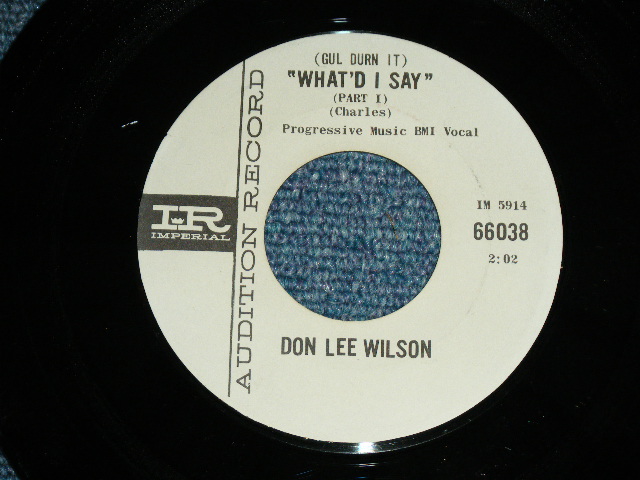 (GUL DURN IT)
"WHAT'D I SAY"
(PART I)
(Charles)
Progressive Music BMI Vocal
AUDITION RECORD
IR
IMPERIAL
IM 5914
66038
2:02
DON LEE WILSON